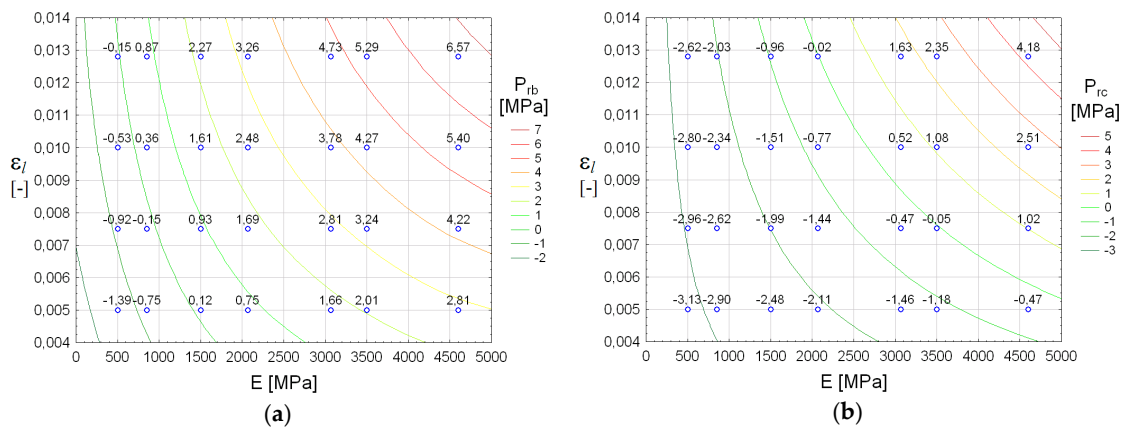 0,014
0,013
0,012
0,011
0,010
0,009
0,008
0,007
0,006
0,005
0,004
εl
[-]
-0,15 0,87 2,27 3,26 4,73 5,29 6,57
-0,53 0,36 1,61 2,48 3,78 4,27 5,40
-0,92 -0,15 0,93 1,69 2,81 3,24 4,22
-1,39 -0,75 0,12 0,75 1,66 2,01 2,81
0 500 1000 1500 2000 2500 3000 3500 4000 4500 5000
E [MPa]
Prb
[MPa]
7
6
5
4
3
2
1
0
-1
-2
(a)
0,014
0,013
0,012
0,011
0,010
0,009
0,008
0,007
0,006
0,005
0,004
εl
[-]
-2,62 -2,03 -0,96 -0,02 1,63 2,35 4,18
-2,80 -2,34 -1,51 -0,77 0,52 1,08 2,51
-2,96 -2,62 -1,99 -1,44 -0,47 -0,05 1,02
-3,13 -2,90 -2,48 -2,11 -1,46 -1,18 -0,47
0 500 1000 1500 2000 2500 3000 3500 4000 4500 5000
E [MPa]
Prc
[MPa]
5
4
3
2
1
0
-1
-2
-3
(b)